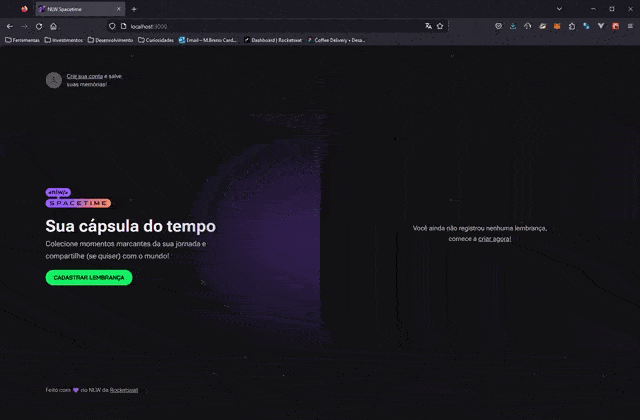 NLW Spacetime
localhost:3000
Ferramentas
Investimentos
Desenvolvimento
Curiosidades
Email – M.Breno Card...
Dashboard | Rocketseat
Coffee Delivery • Desa...
Crie sua conta e salve
suas memórias!
<nlw/>
SPACETIME
Sua cápsula do tempo
Colecione momentos marcantes da sua jornada e
compartilhe (se quiser) com o mundo!
CADASTRAR LEMBRANÇA
Você ainda não registrou nenhuma lembrança,
comece a criar agora!
Feito com 💜 no NLW da Rocketseat